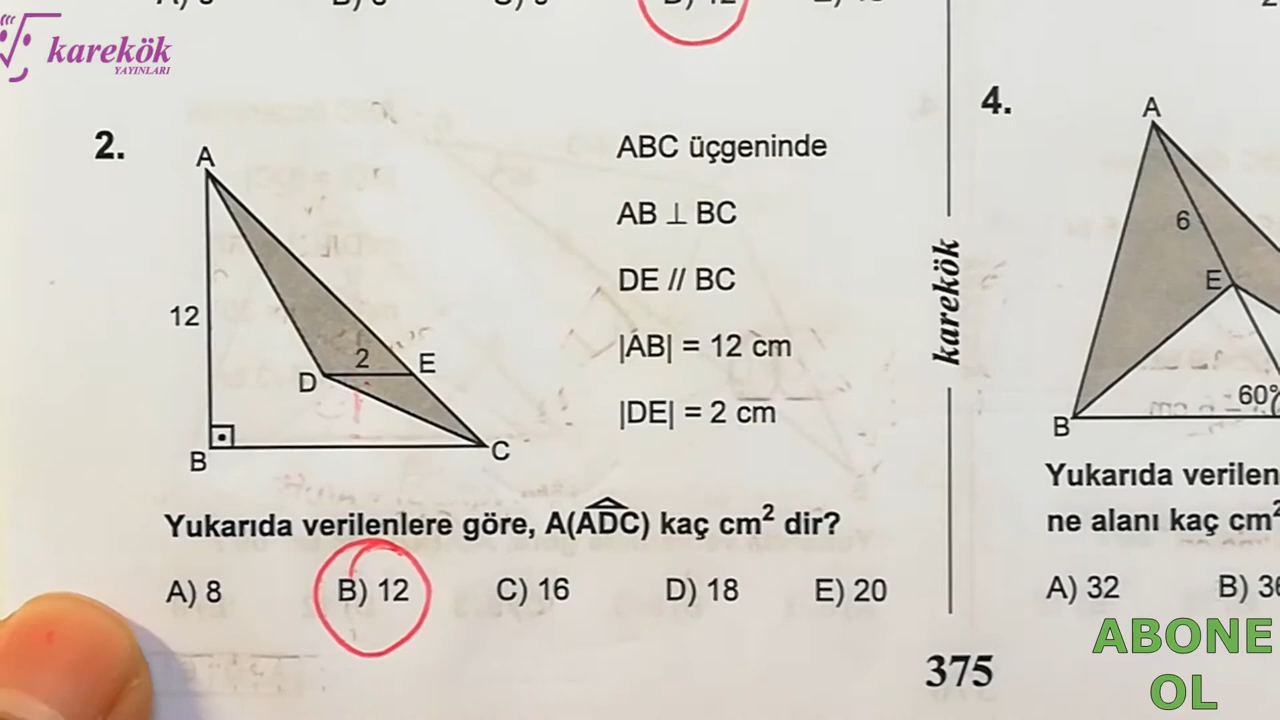 karekök
YAYINLARI
2.
A
12
2
E
D
B
C
ABC üçgeninde
AB ⊥ BC
DE // BC
|AB| = 12 cm
|DE| = 2 cm
Yukarıda verilenlere göre, A(ADC) kaç cm² dir?
A) 8 B) 12 C) 16 D) 18 E) 20
karekök
375
4.
A
6
E
60°
B
Yukarıda verilen
ne alanı kaç cm²
A) 32 B) 36
ABONE
OL